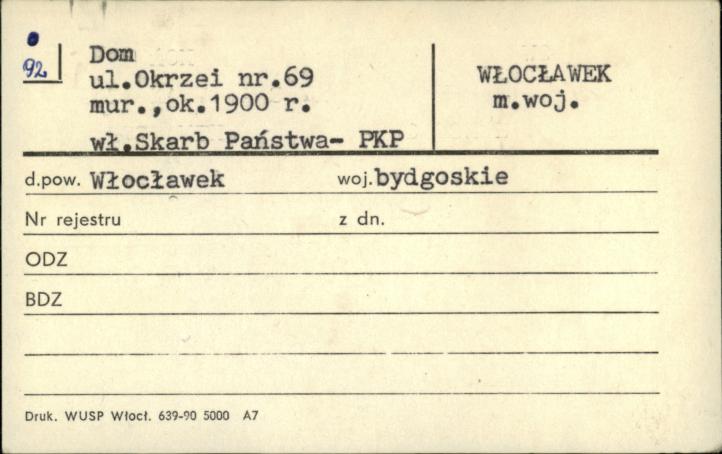 92
Dom
ul.Okrzei nr.69
mur.,ok.1900 r.
wł.Skarb Państwa- PKP
WŁOCŁAWEK
m.woj.
d.pow. Włocławek woj. bydgoskie
Nr rejestru z dn.
ODZ
BDZ
Druk. WUSP Włocł. 639-90 5000 A7